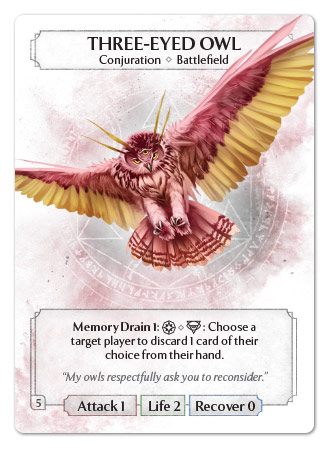 THREE-EYED OWL
Conjuration ⋄ Battlefield
Memory Drain 1: ⋄ : Choose a
target player to discard 1 card of their
choice from their hand.
“My owls respectfully ask you to reconsider.”
5 Attack 1 Life 2 Recover 0